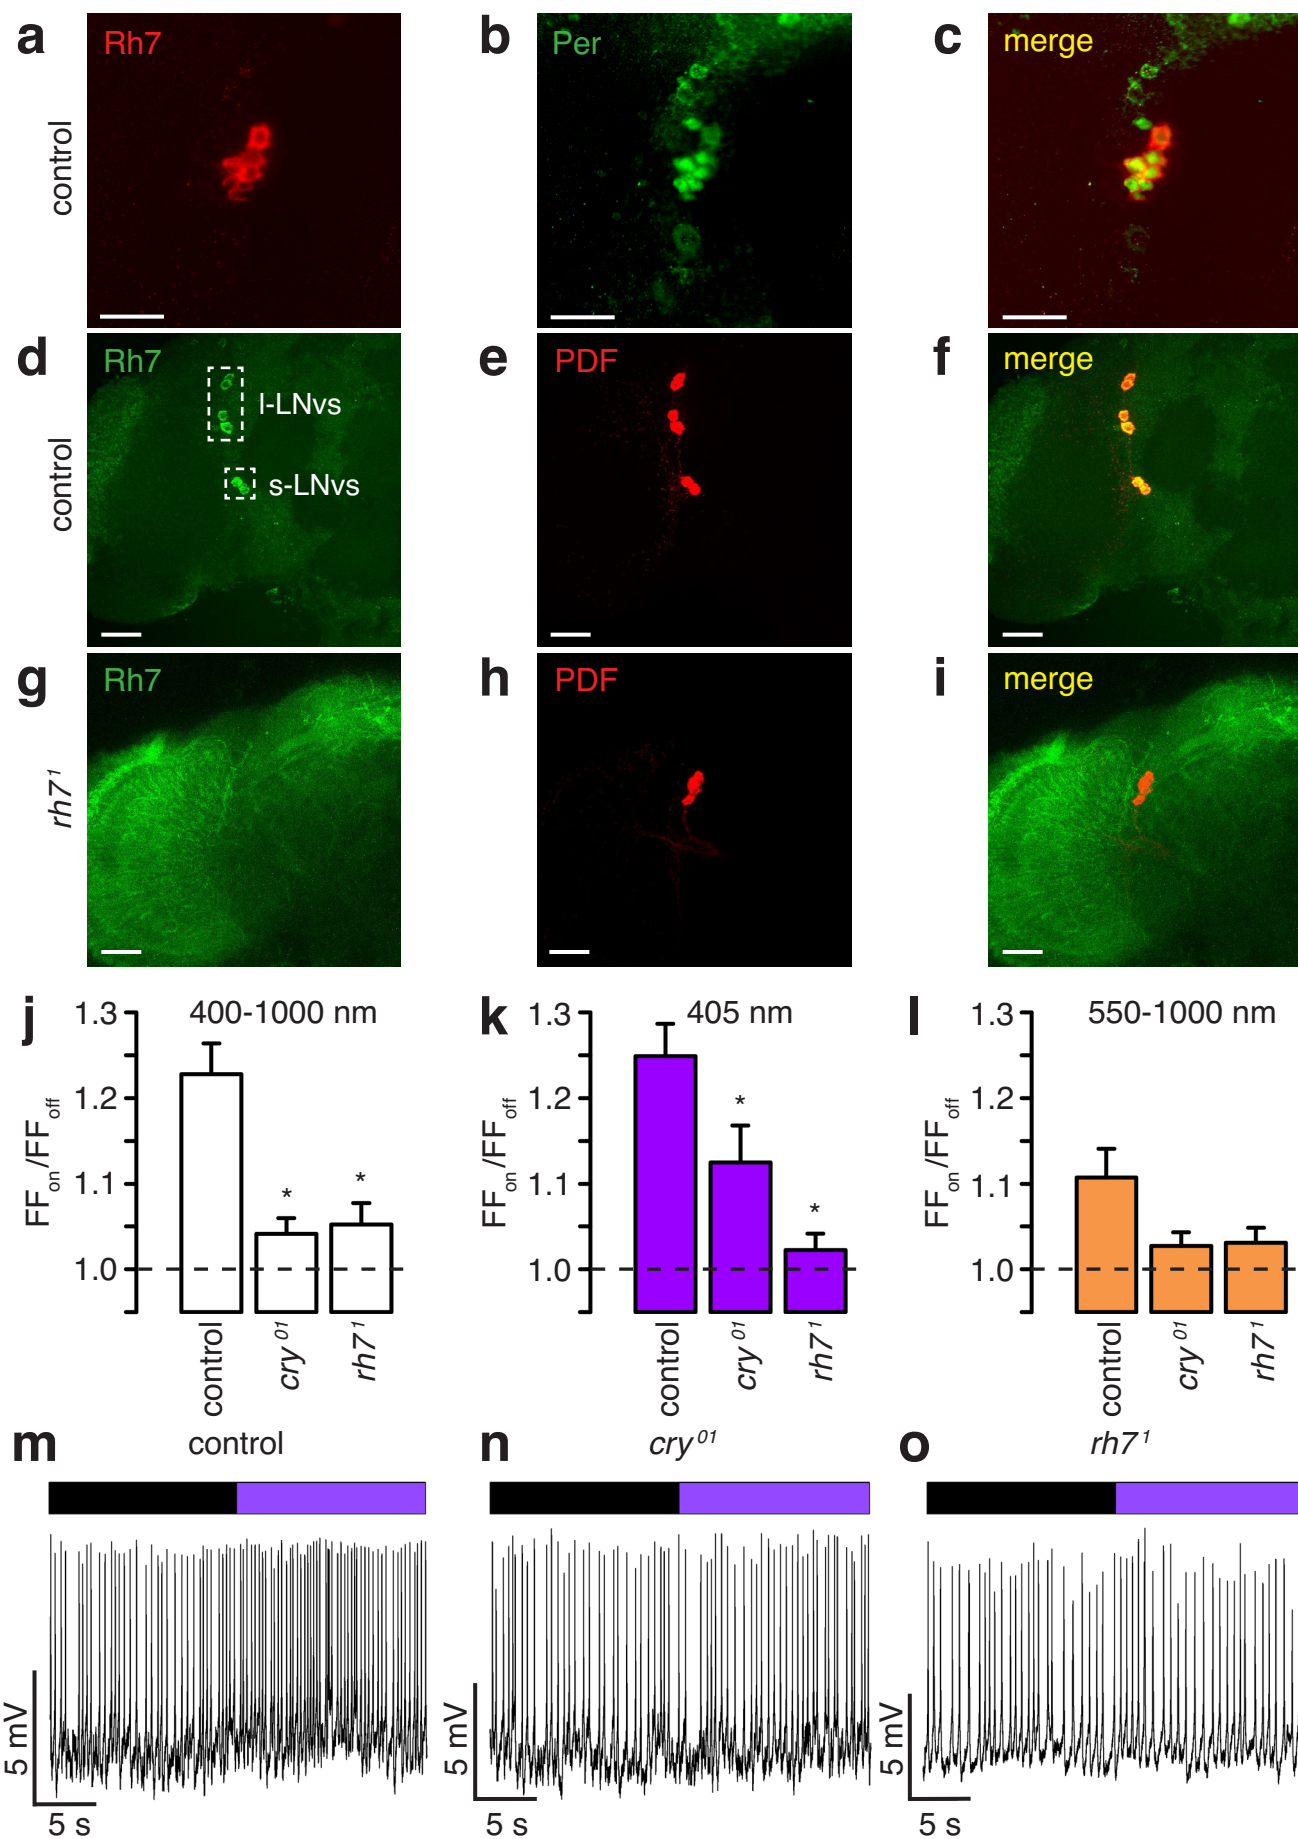 a Rh7 b Per c merge
control
d Rh7 e PDF f merge
l-LNvs
s-LNvs
control
g Rh7 h PDF i merge
rh7¹
j 400-1000 nm k 405 nm l 550-1000 nm
1.3 1.3 1.3
1.2 1.2 1.2
1.1 1.1 1.1
1.0 1.0 1.0
FFon/FFoff FFon/FFoff FFon/FFoff
* * * *
control cry⁰¹ rh7¹ control cry⁰¹ rh7¹ control cry⁰¹ rh7¹
m control n cry⁰¹ o rh7¹
5 mV 5 mV 5 mV
5 s 5 s 5 s